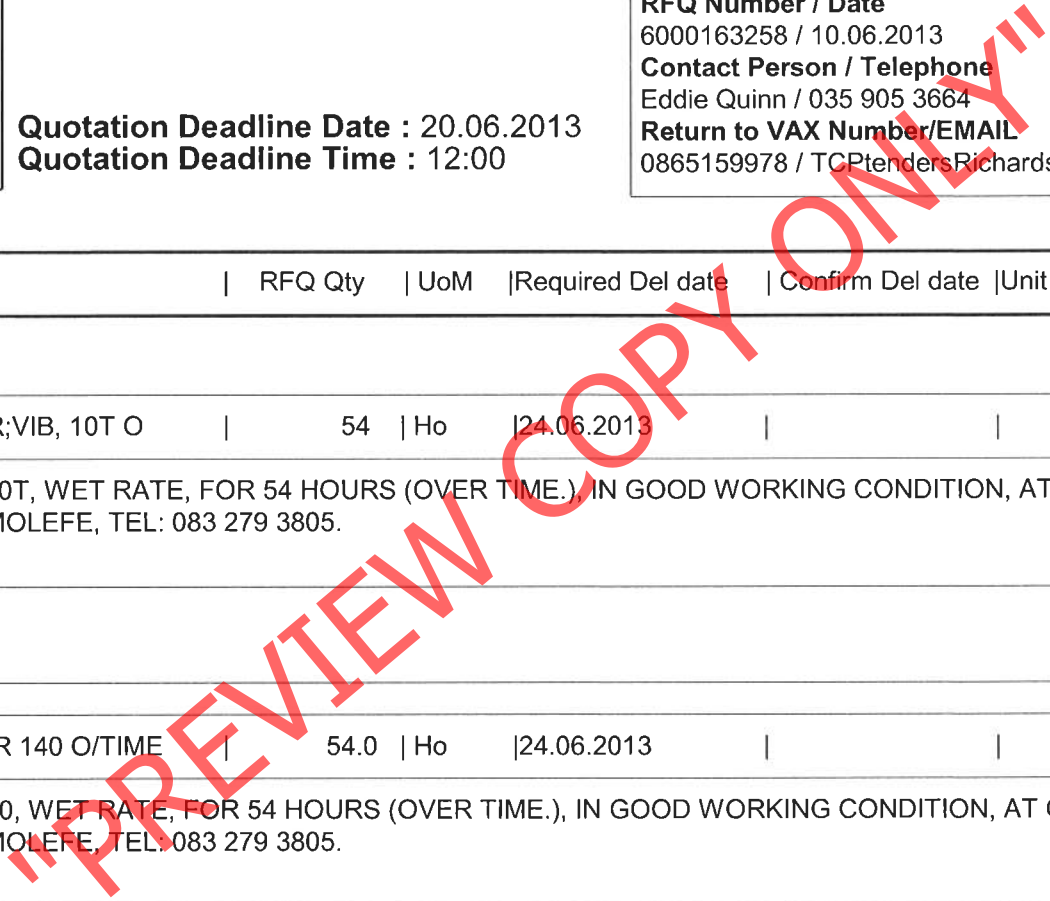 RFQ Number / Date
6000163258 / 10.06.2013
Contact Person / Telephone
Eddie Quinn / 035 905 3664
Quotation Deadline Date : 20.06.2013
Return to VAX Number/EMAIL
Quotation Deadline Time : 12:00
0865159978 / TCPtendersRichards
| RFQ Qty | UoM |Required Del date | Confirm Del date |Unit
R;VIB, 10T O | 54 | Ho |24.06.2013 | |
0T, WET RATE, FOR 54 HOURS (OVER TIME.), IN GOOD WORKING CONDITION, AT
MOLEFE, TEL: 083 279 3805.
R 140 O/TIME | 54.0 | Ho |24.06.2013 | |
0, WET RATE, FOR 54 HOURS (OVER TIME.), IN GOOD WORKING CONDITION, AT
MOLEFE, TEL: 083 279 3805.
"PREVIEW COPY ONLY"